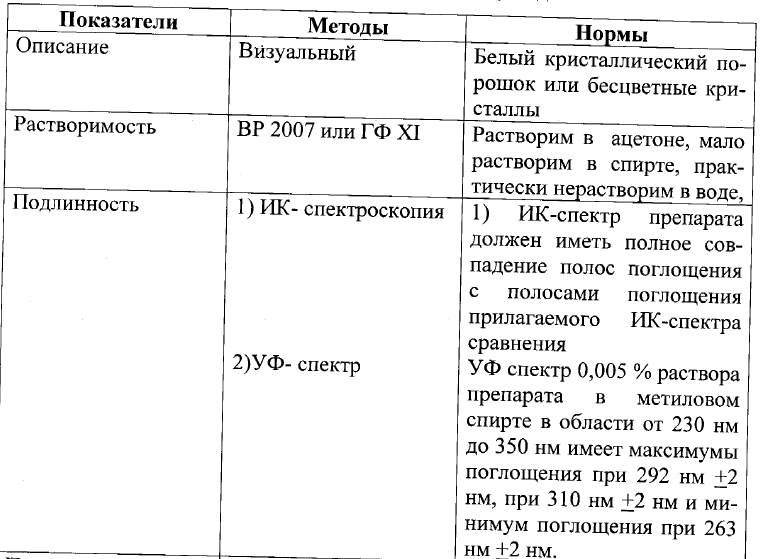 Показатели Методы Нормы
Описание Визуальный Белый кристаллический по-
рошок или бесцветные кри-
сталлы
Растворимость ВР 2007 или ГФ XI Растворим в ацетоне, мало
растворим в спирте, прак-
тически нерастворим в воде,
Подлинность 1) ИК- спектроскопия 1) ИК-спектр препарата
должен иметь полное сов-
падение полос поглощения
с полосами поглощения
прилагаемого ИК-спектра
сравнения
2)УФ- спектр УФ спектр 0,005 % раствора
препарата в метиловом
спирте в области от 230 нм
до 350 нм имеет максимумы
поглощения при 292 нм ±2
нм, при 310 нм ±2 нм и ми-
нимум поглощения при 263
нм ±2 нм.